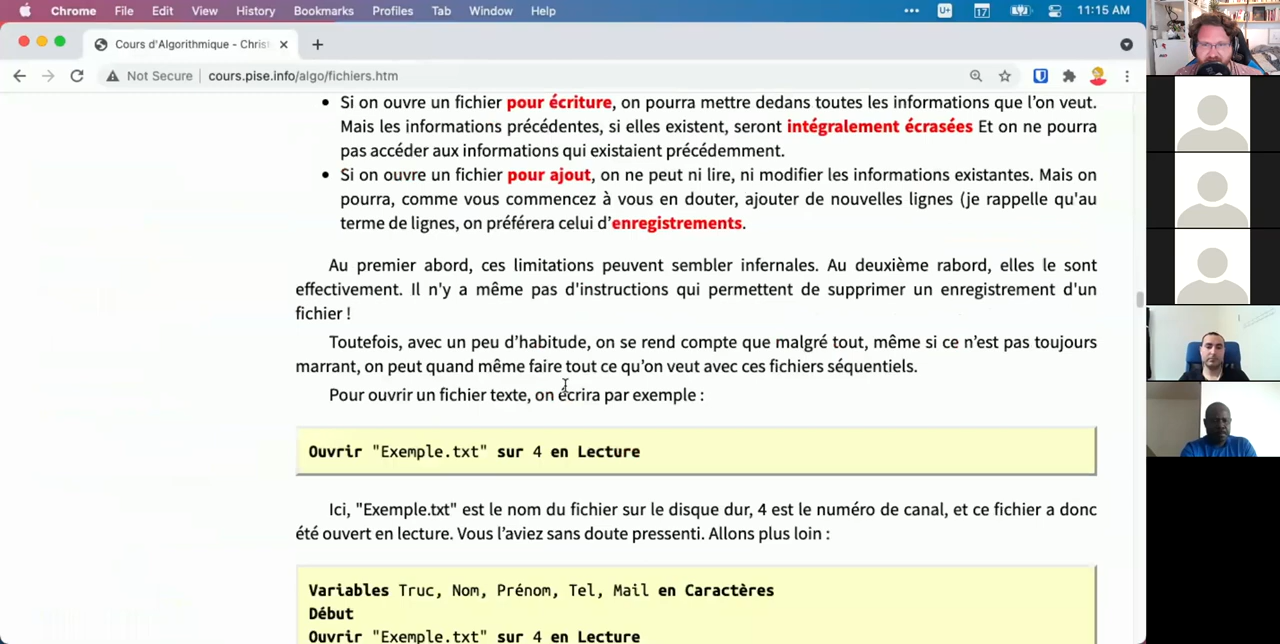 Chrome File Edit View History Bookmarks Profiles Tab Window Help ••• U+ 17 11:15 AM
Cours d'Algorithmique - Chris
Not Secure cours.pise.info/algo/fichiers.htm
• Si on ouvre un fichier pour écriture, on pourra mettre dedans toutes les informations que l'on veut.
Mais les informations précédentes, si elles existent, seront intégralement écrasées Et on ne pourra
pas accéder aux informations qui existaient précédemment.
• Si on ouvre un fichier pour ajout, on ne peut ni lire, ni modifier les informations existantes. Mais on
pourra, comme vous commencez à vous en douter, ajouter de nouvelles lignes (je rappelle qu'au
terme de lignes, on préférera celui d'enregistrements.
Au premier abord, ces limitations peuvent sembler infernales. Au deuxième rabord, elles le sont
effectivement. Il n'y a même pas d'instructions qui permettent de supprimer un enregistrement d'un
fichier !
Toutefois, avec un peu d'habitude, on se rend compte que malgré tout, même si ce n'est pas toujours
marrant, on peut quand même faire tout ce qu'on veut avec ces fichiers séquentiels.
Pour ouvrir un fichier texte, on écrira par exemple :
Ouvrir "Exemple.txt" sur 4 en Lecture
Ici, "Exemple.txt" est le nom du fichier sur le disque dur, 4 est le numéro de canal, et ce fichier a donc
été ouvert en lecture. Vous l'aviez sans doute pressenti. Allons plus loin :
Variables Truc, Nom, Prénom, Tel, Mail en Caractères
Début
Ouvrir "Exemple.txt" sur 4 en Lecture